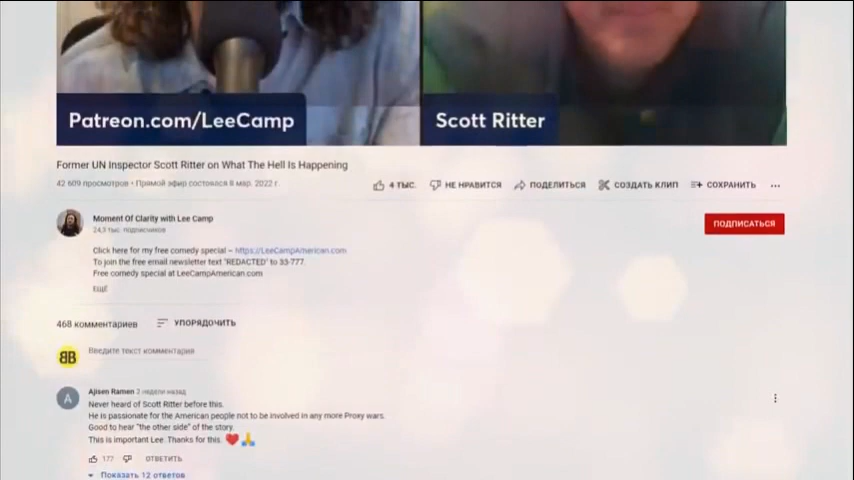 Patreon.com/LeeCamp
Scott Ritter
Former UN Inspector Scott Ritter on What The Hell Is Happening
42 609 просмотров • Прямой эфир состоялся 8 мар. 2022 г.
4 ТЫС.
НЕ НРАВИТСЯ
ПОДЕЛИТЬСЯ
СОЗДАТЬ КЛИП
СОХРАНИТЬ
Moment Of Clarity with Lee Camp
24,3 тыс. подписчиков
ПОДПИСАТЬСЯ
Click here for my free comedy special – https://LeeCampAmerican.com
To join the free email newsletter text "REDACTED" to 33-777.
Free comedy special at LeeCampAmerican.com
ЕЩЁ
468 комментариев
УПОРЯДОЧИТЬ
BB
Введите текст комментария
A
Ajisen Ramen 2 недели назад
Never heard of Scott Ritter before this.
He is passionate for the American people not to be involved in any more Proxy wars.
Good to hear "the other side" of the story.
This is important Lee. Thanks for this. ❤️🙏
177
ОТВЕТИТЬ
Показать 12 ответов